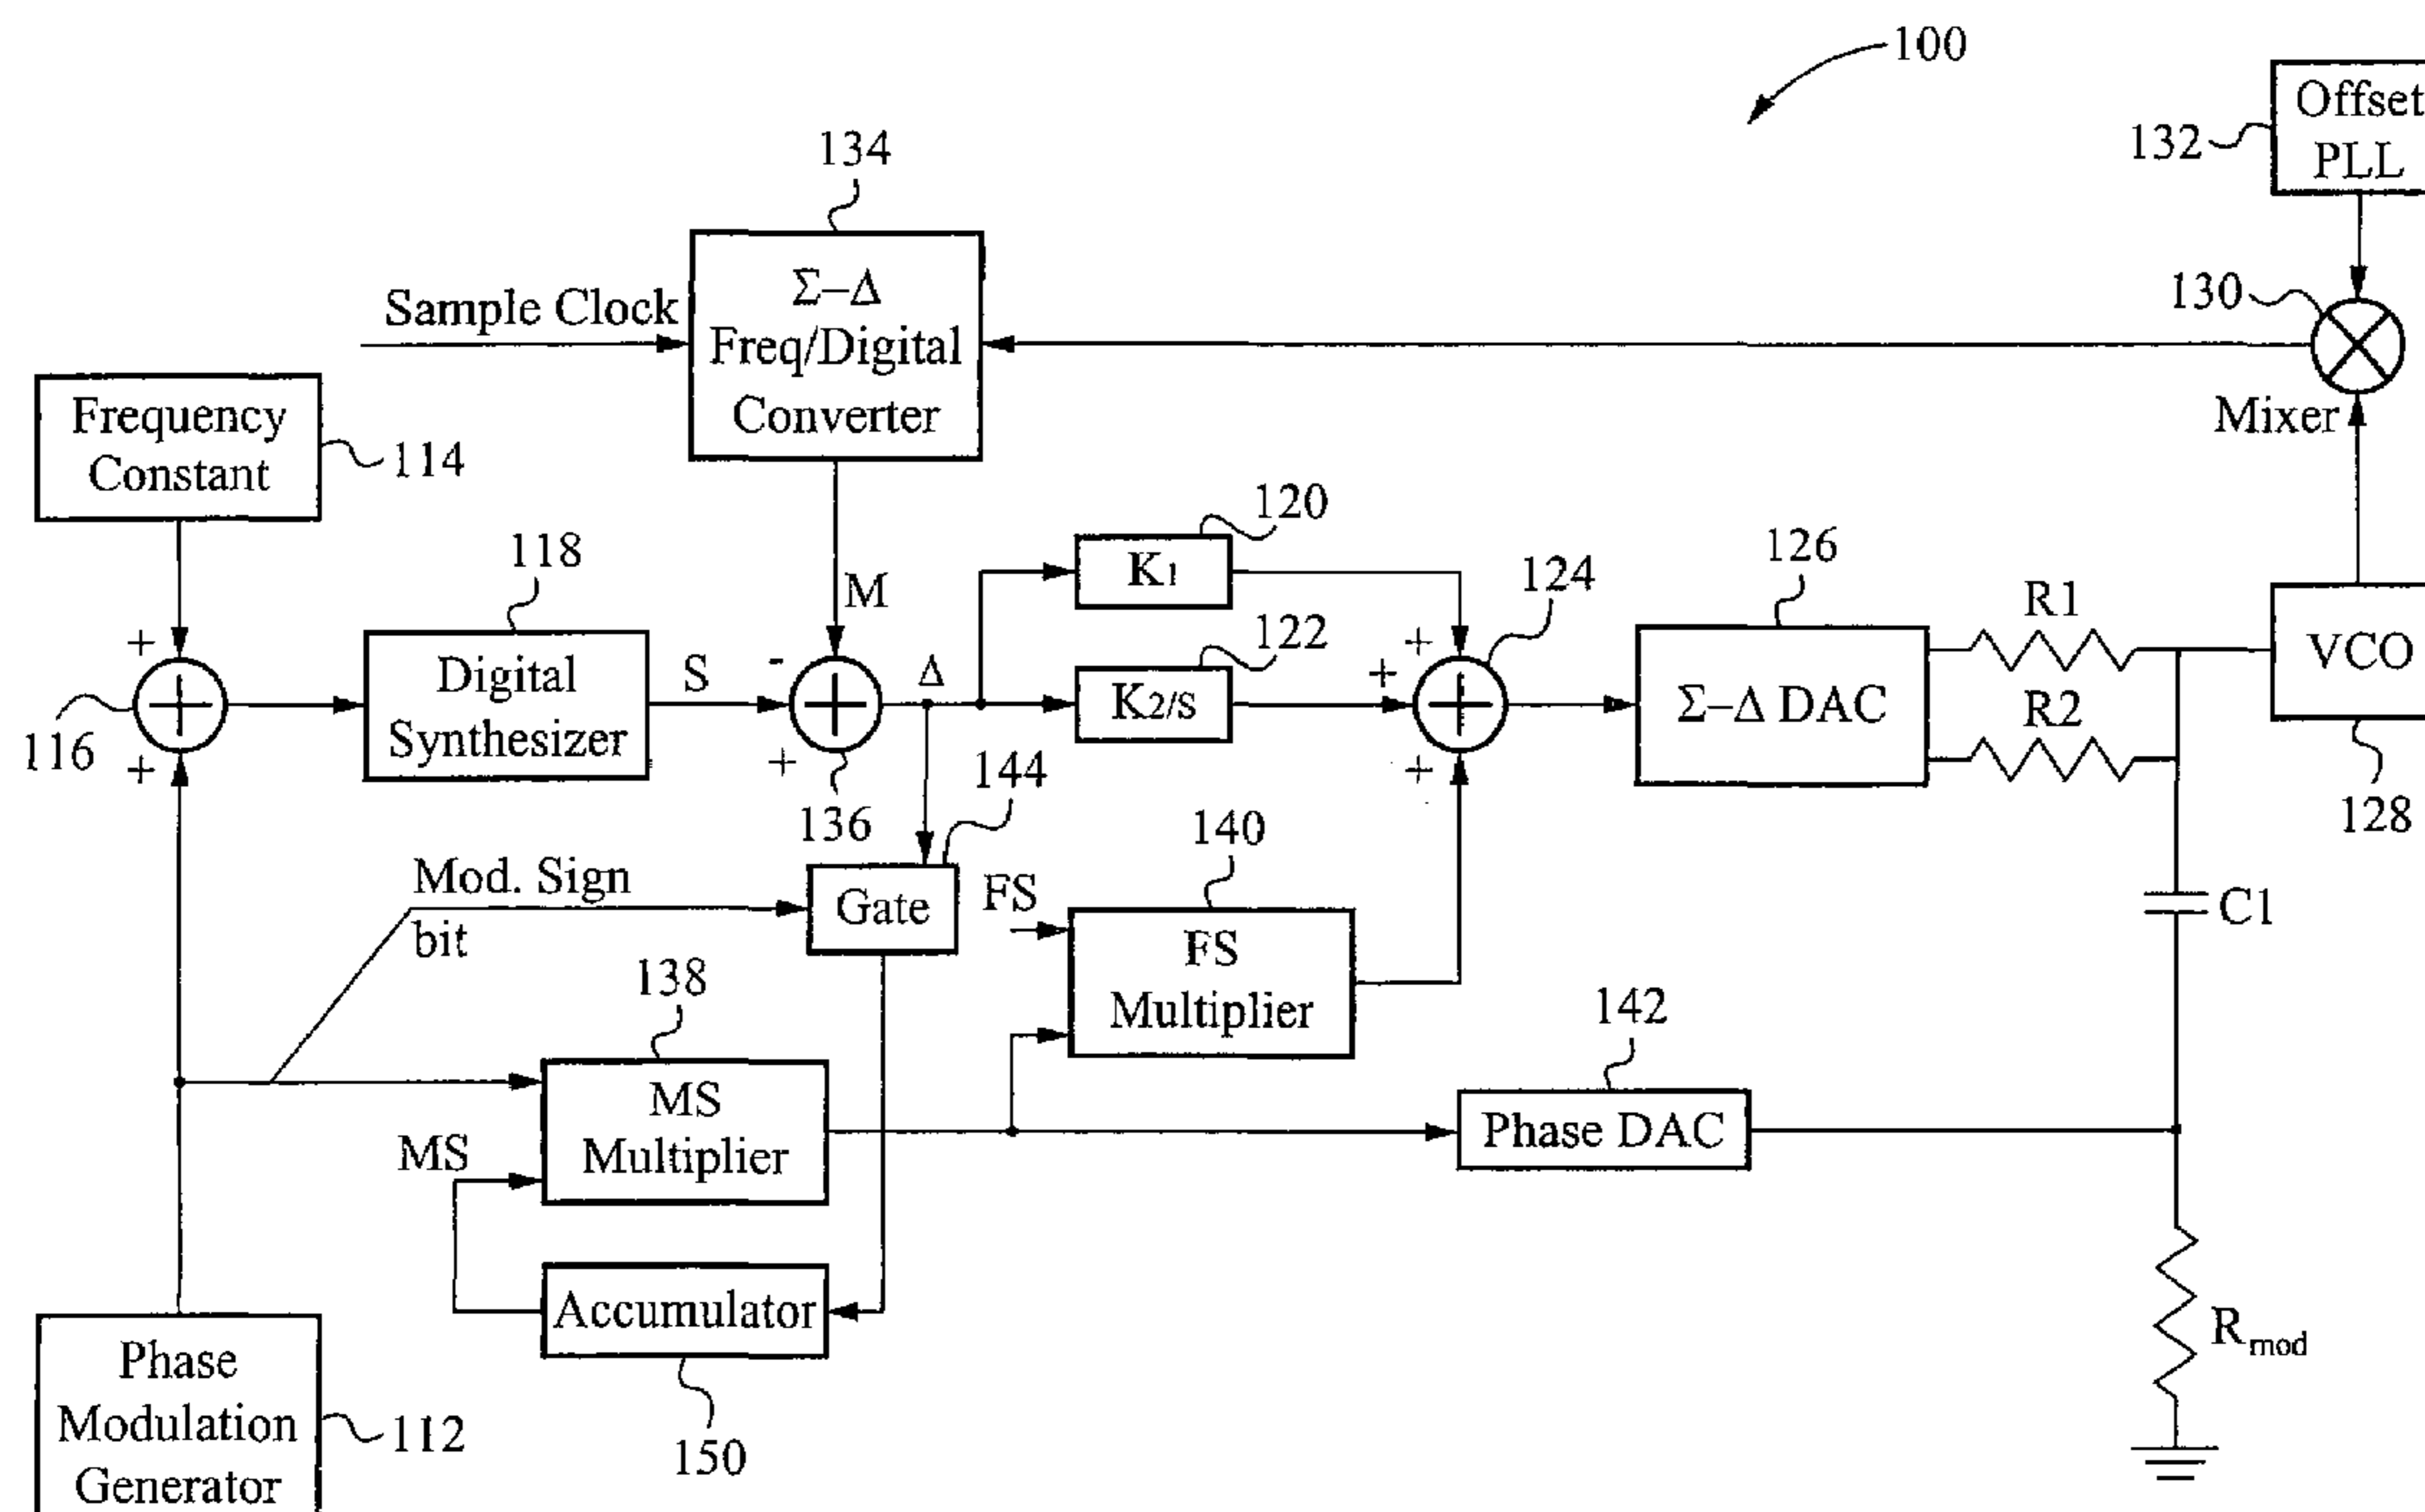 100
Offset
PLL
132
134
Σ–Δ
Freq/Digital
Converter
Sample Clock
130
Mixer
Frequency
Constant
114
120
K1
118
M
126
124
R1
122
VCO
+
Digital
Synthesizer
S
-
Δ
K2/s
+
+
Σ–Δ DAC
R2
116
+
+
136
144
+
128
140
Mod. Sign
bit
Gate
FS
FS
Multiplier
C1
138
142
MS
Multiplier
Phase DAC
MS
Accumulator
150
Rmod
Phase
Modulation
Generator
112